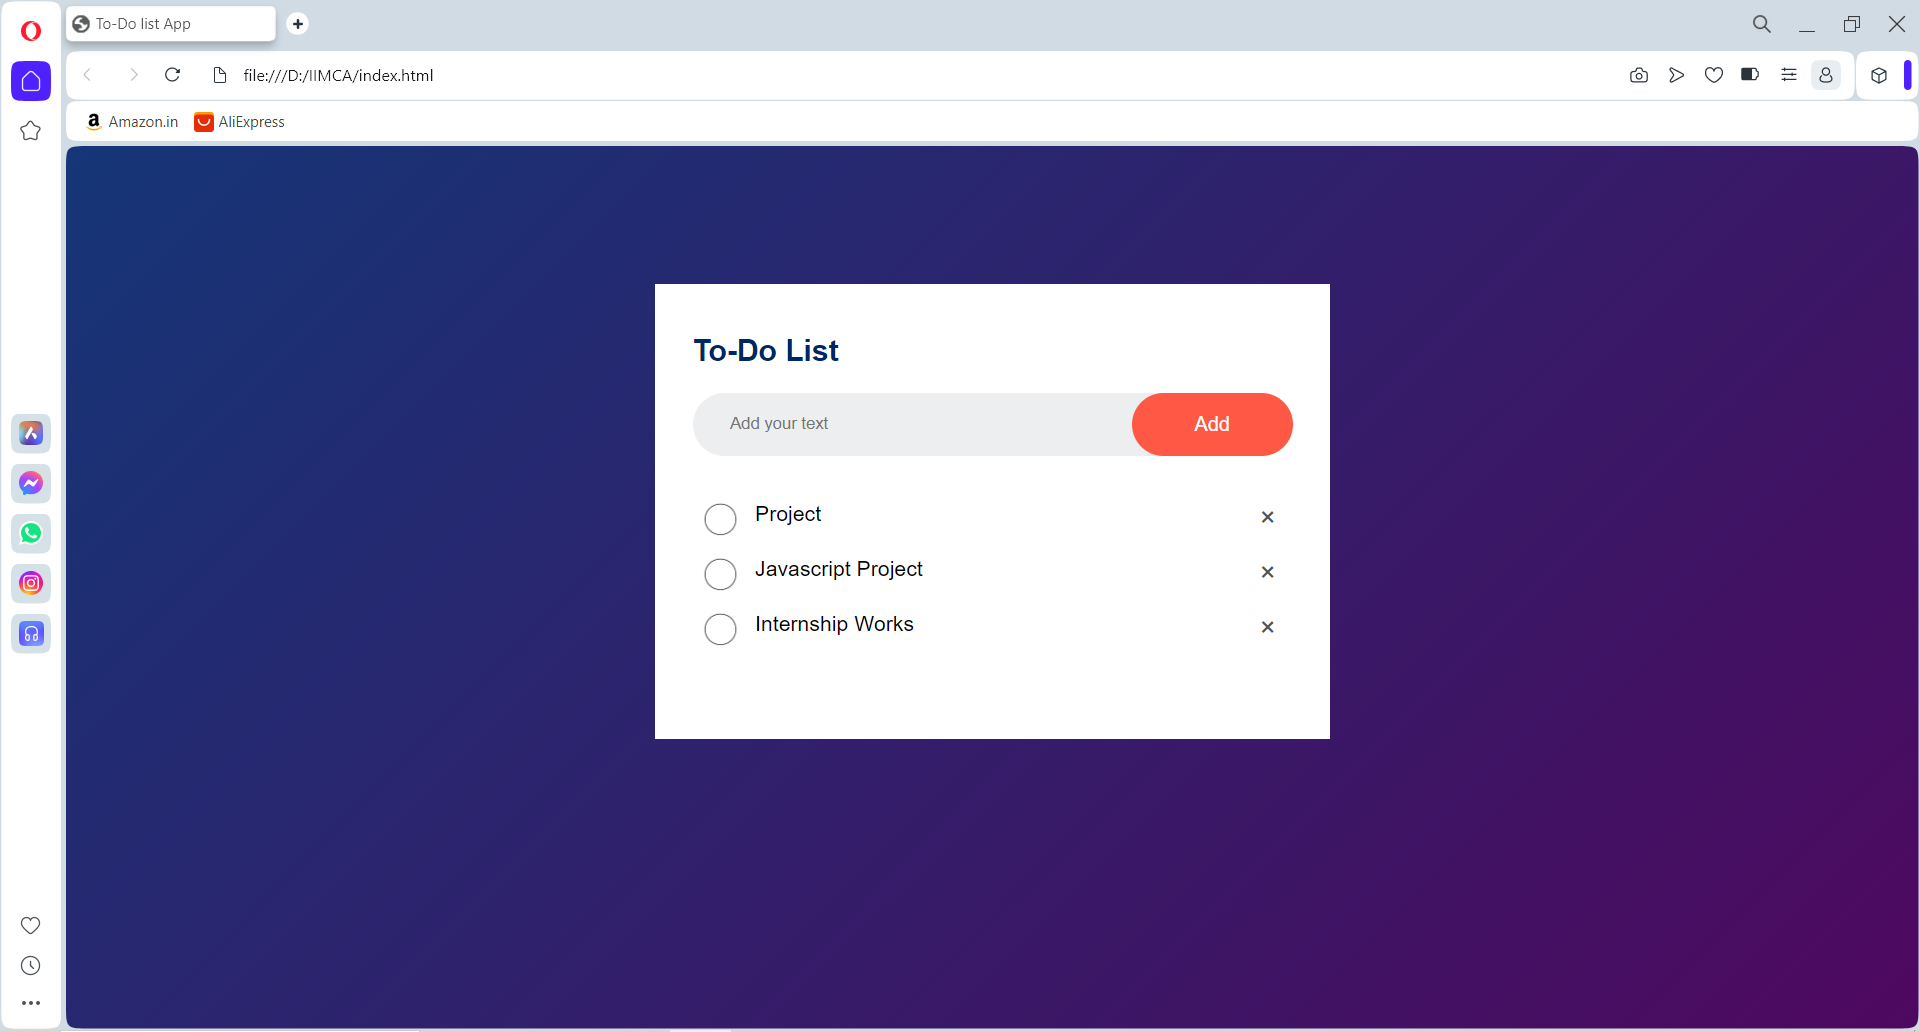 To-Do list App
file:///D:/IIMCA/index.html
Amazon.in AliExpress
To-Do List
Add your text Add
Project
Javascript Project
Internship Works